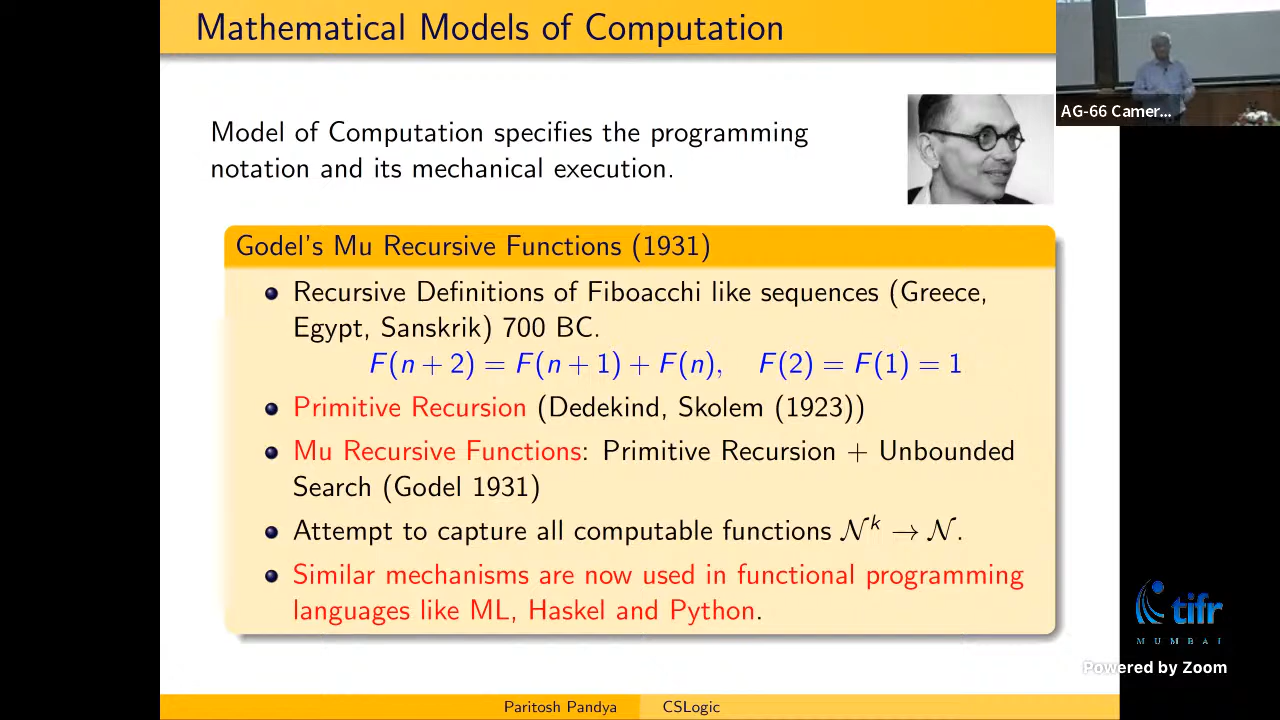 Mathematical Models of Computation
AG-66 Camer...
Model of Computation specifies the programming
notation and its mechanical execution.
Godel's Mu Recursive Functions (1931)
Recursive Definitions of Fiboacchi like sequences (Greece,
Egypt, Sanskrik) 700 BC.
F(n + 2) = F(n + 1) + F(n), F(2) = F(1) = 1
Primitive Recursion (Dedekind, Skolem (1923))
Mu Recursive Functions: Primitive Recursion + Unbounded
Search (Godel 1931)
Attempt to capture all computable functions 𝒩^k → 𝒩.
Similar mechanisms are now used in functional programming
languages like ML, Haskel and Python.
tifr
MUMBAI
Powered by Zoom
Paritosh Pandya CSLogic